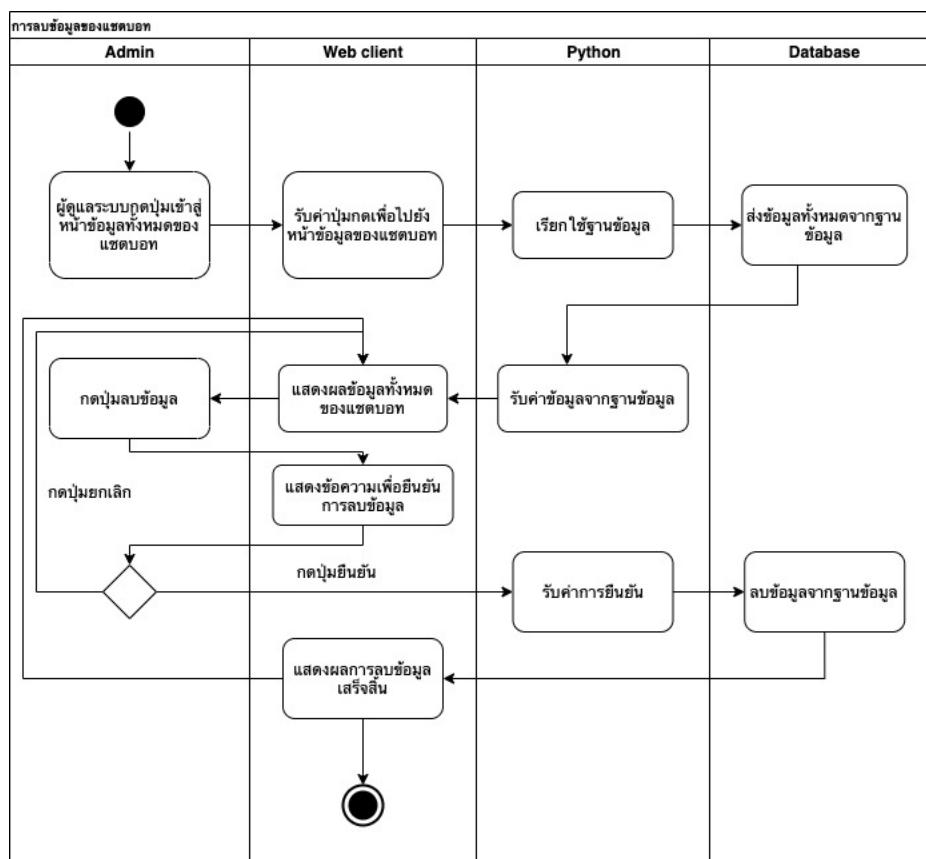 การลบข้อมูลของแชตบอท
Admin
Web client
Python
Database
ผู้ดูแลระบบกดปุ่มเข้าสู่
หน้าข้อมูลทั้งหมดของ
แชตบอท
รับค่าปุ่มกดเพื่อไปยัง
หน้าข้อมูลของแชตบอท
เรียกใช้ฐานข้อมูล
ส่งข้อมูลทั้งหมดจากฐาน
ข้อมูล
กดปุ่มลบข้อมูล
แสดงผลข้อมูลทั้งหมด
ของแชตบอท
รับค่าข้อมูลจากฐานข้อมูล
กดปุ่มยกเลิก
แสดงข้อความเพื่อยืนยัน
การลบข้อมูล
กดปุ่มยืนยัน
รับค่าการยืนยัน
ลบข้อมูลจากฐานข้อมูล
แสดงผลการลบข้อมูล
เสร็จสิ้น